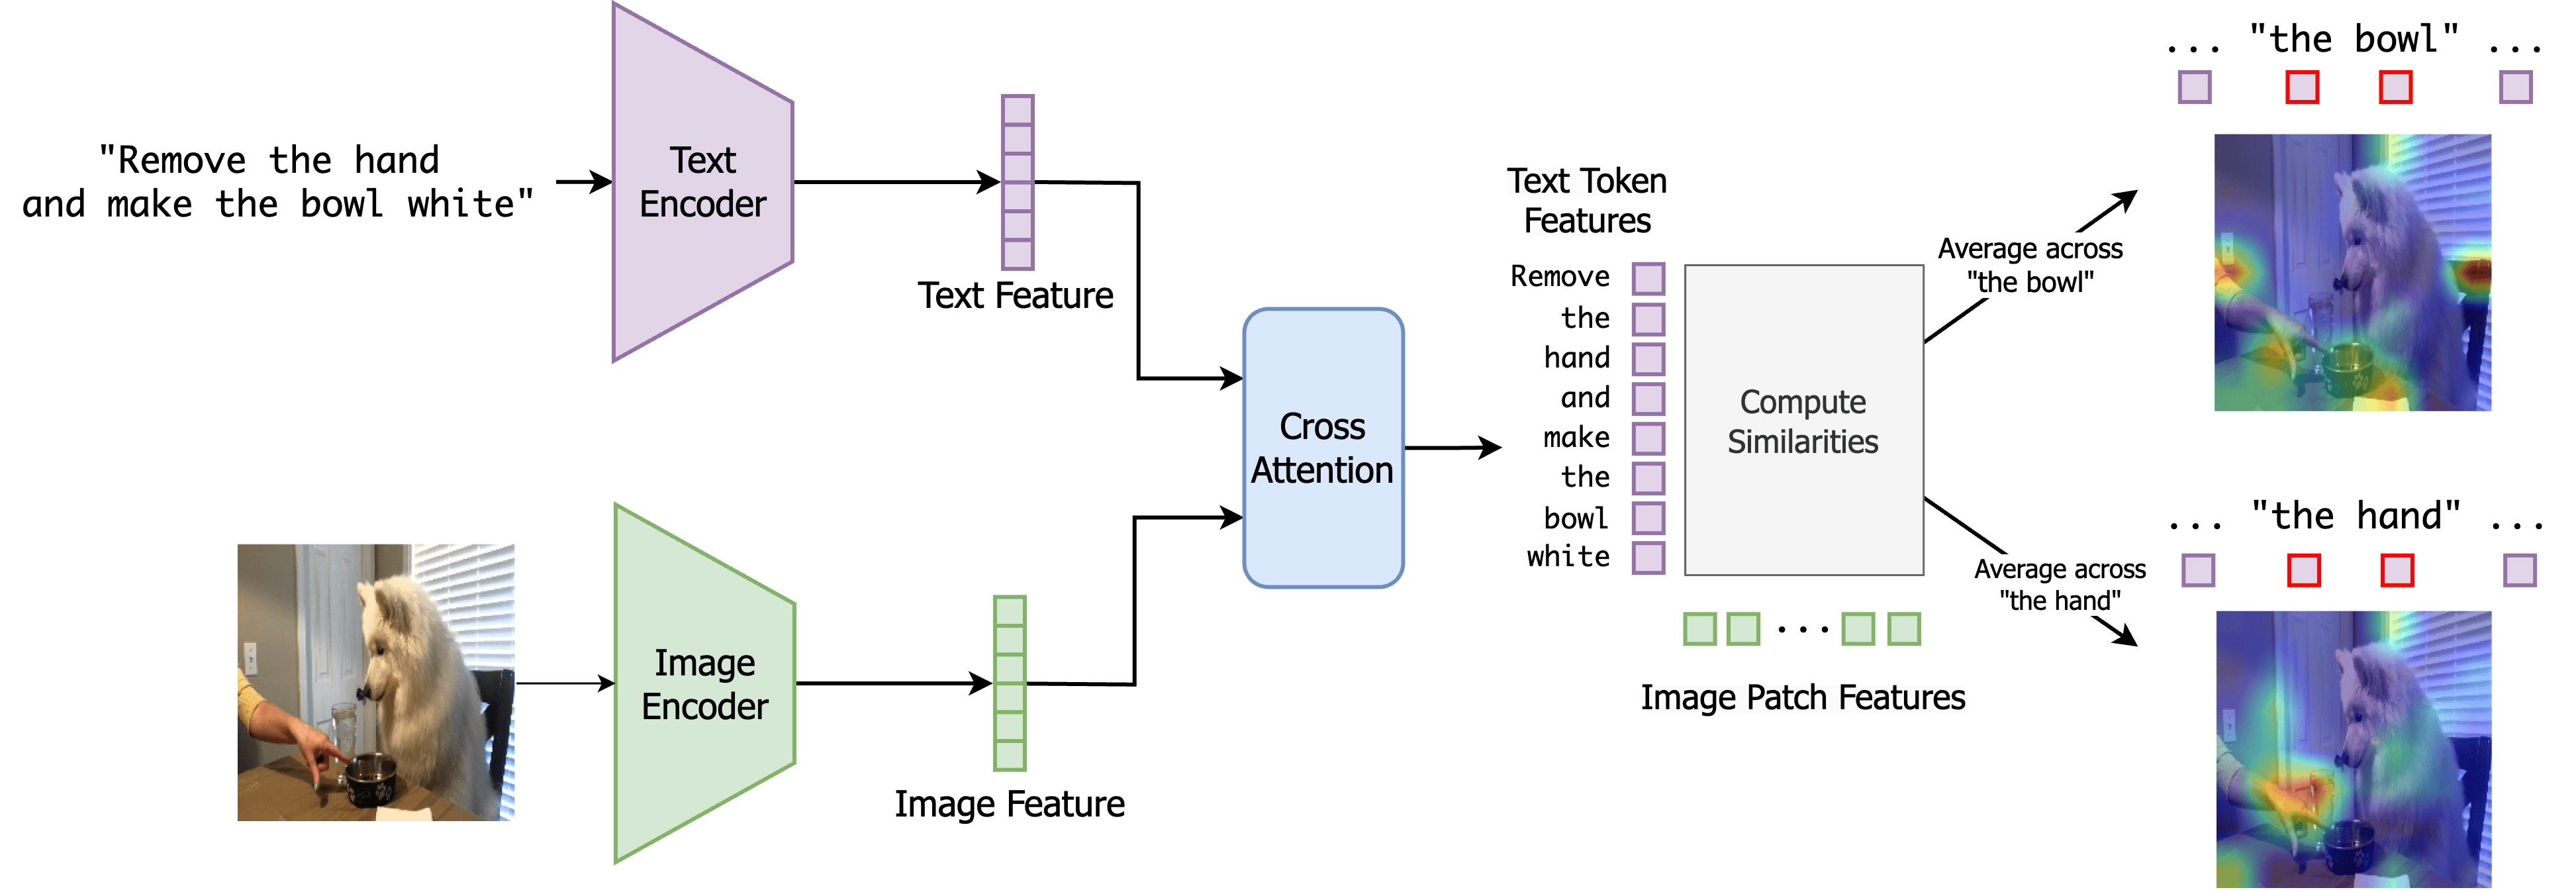 "Remove the hand
and make the bowl white"
Text
Encoder
Text Feature
Image
Encoder
Image Feature
Cross
Attention
Text Token
Features
Remove
the
hand
and
make
the
bowl
white
Compute
Similarities
Image Patch Features
Average across
"the bowl"
... "the bowl" ...
Average across
"the hand"
... "the hand" ...